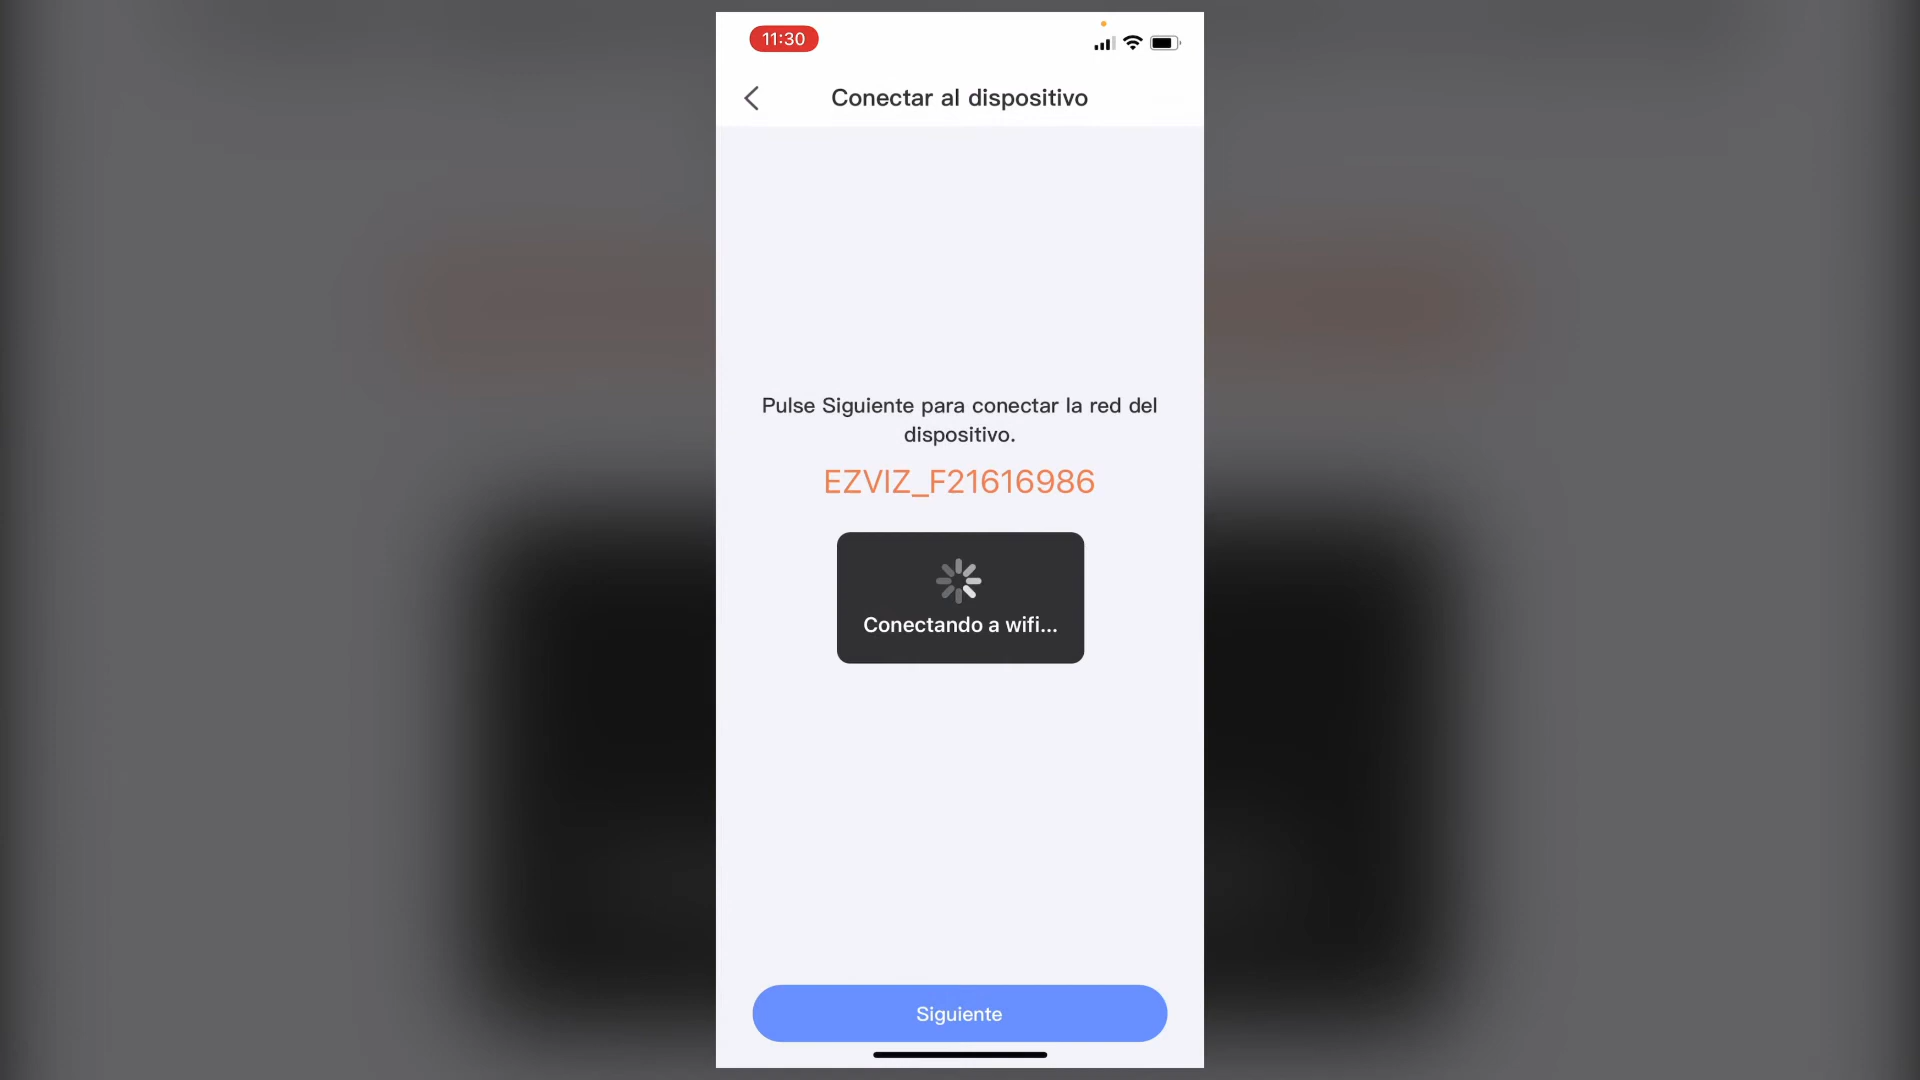 11:30
Conectar al dispositivo
Pulse Siguiente para conectar la red del
dispositivo.
EZVIZ_F21616986
Conectando a wifi...
Siguiente